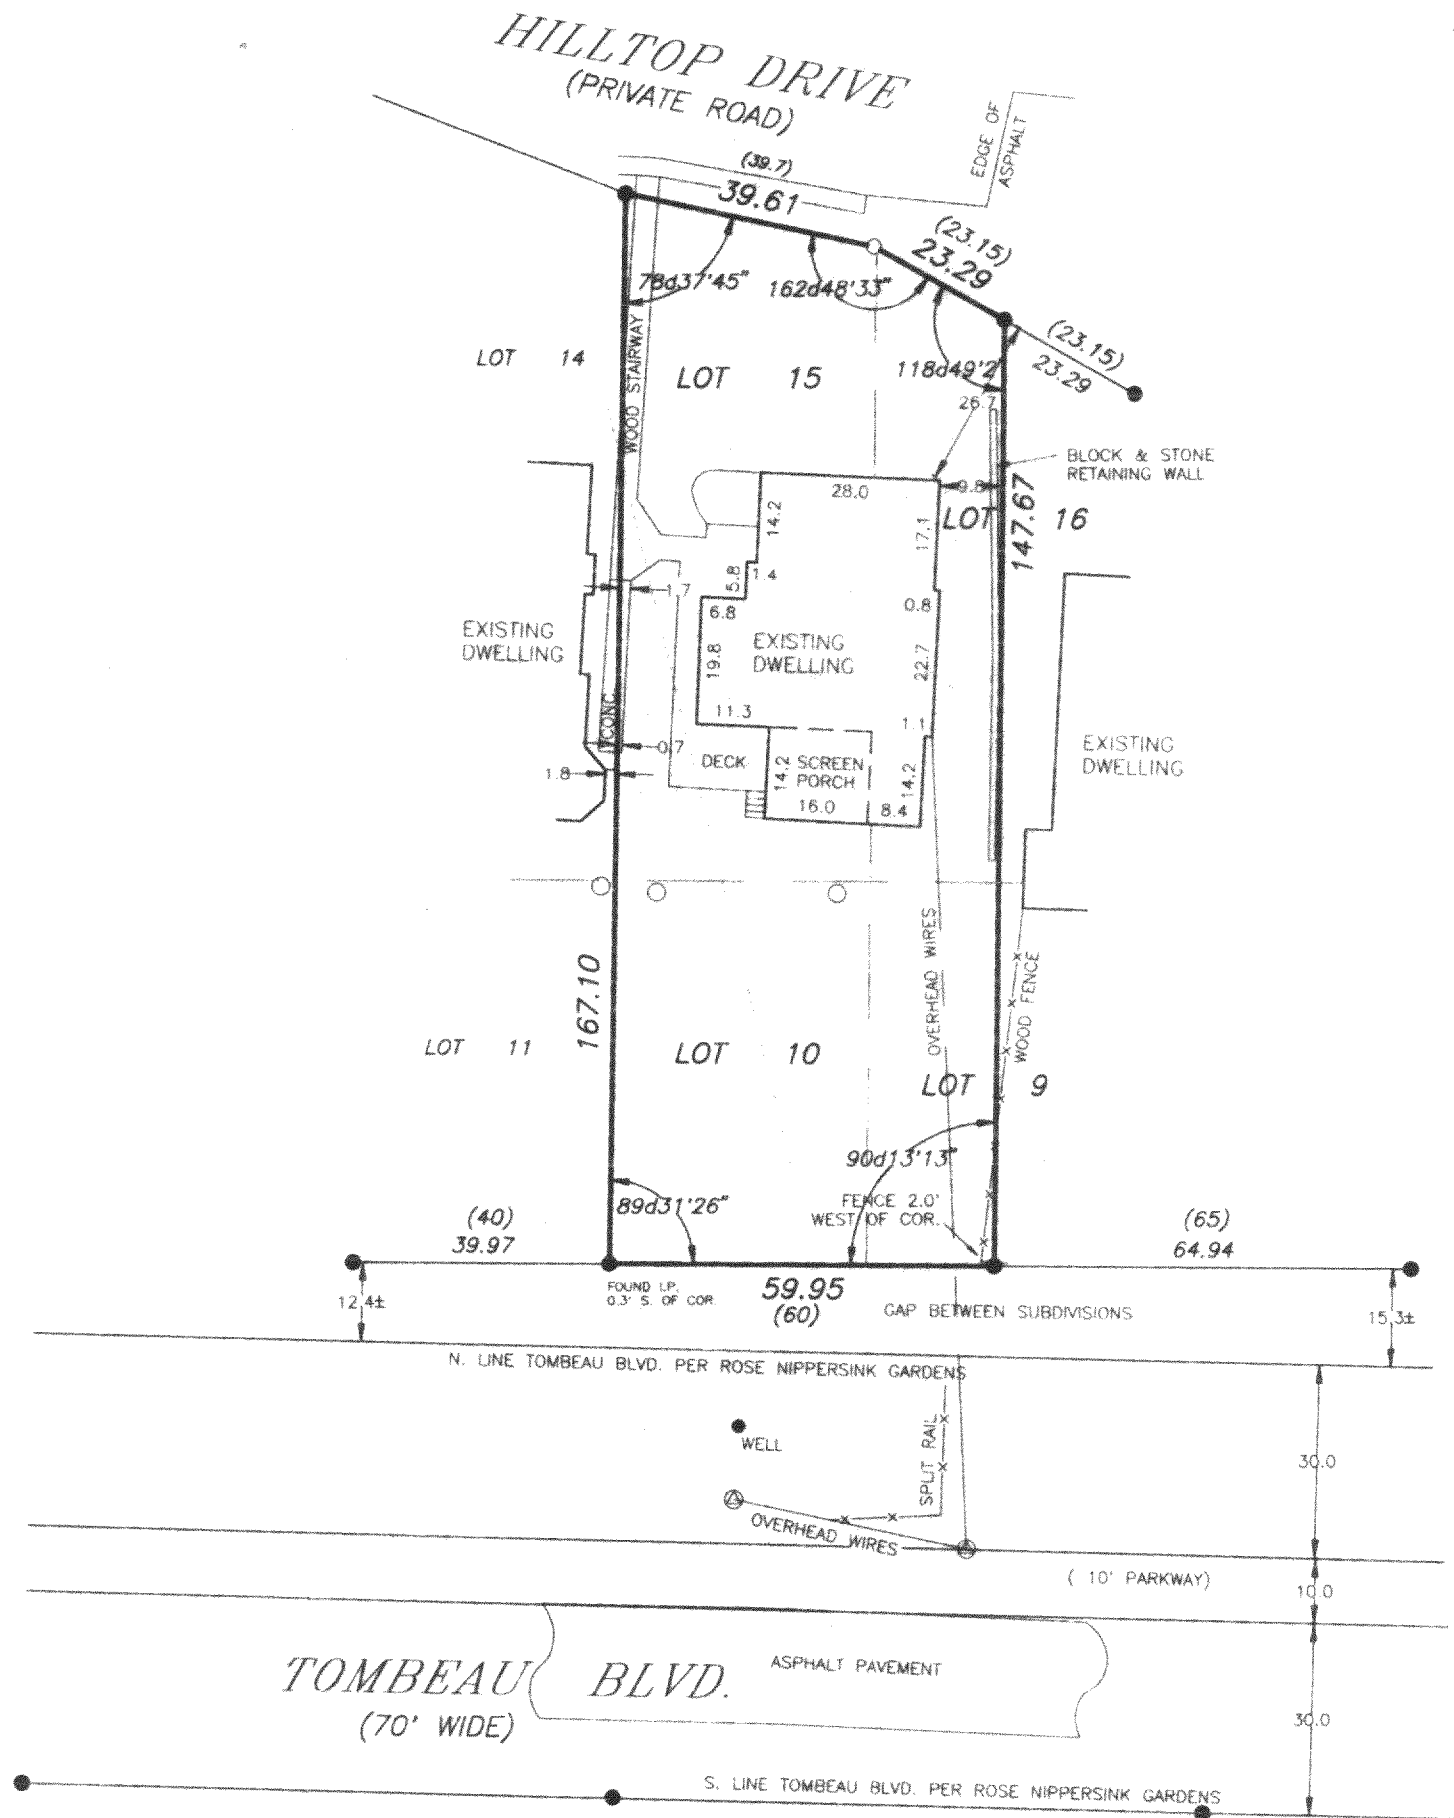 HILLTOP DRIVE
(PRIVATE ROAD)
EDGE OF
ASPHALT
(39.7)
39.61
(23.15)
23.29
78d37'45"
162d48'33"
118d49'2"
(23.15)
23.29
LOT 14
WOOD STAIRWAY
LOT 15
26.7
BLOCK & STONE
RETAINING WALL
28.0
9.8
14.2
17.1
LOT 16
147.67
5.8
1.4
1.7
6.8
0.8
EXISTING
DWELLING
EXISTING
DWELLING
19.8
22.7
CONC.
11.3
1.1
0.7
1.8
DECK
14.2
SCREEN
PORCH
14.2
16.0
8.4
EXISTING
DWELLING
167.10
OVERHEAD WIRES
WOOD FENCE
LOT 11
LOT 10
LOT 9
90d13'13"
89d31'26"
FENCE 2.0'
WEST OF COR.
(40)
39.97
(65)
64.94
FOUND I.P.
0.3' S. OF COR.
59.95
(60)
12.4±
GAP BETWEEN SUBDIVISIONS
15.3±
N. LINE TOMBEAU BLVD. PER ROSE NIPPERSINK GARDENS
WELL
SPLIT RAIL
30.0
OVERHEAD WIRES
( 10' PARKWAY)
10.0
ASPHALT PAVEMENT
TOMBEAU BLVD.
(70' WIDE)
30.0
S. LINE TOMBEAU BLVD. PER ROSE NIPPERSINK GARDENS